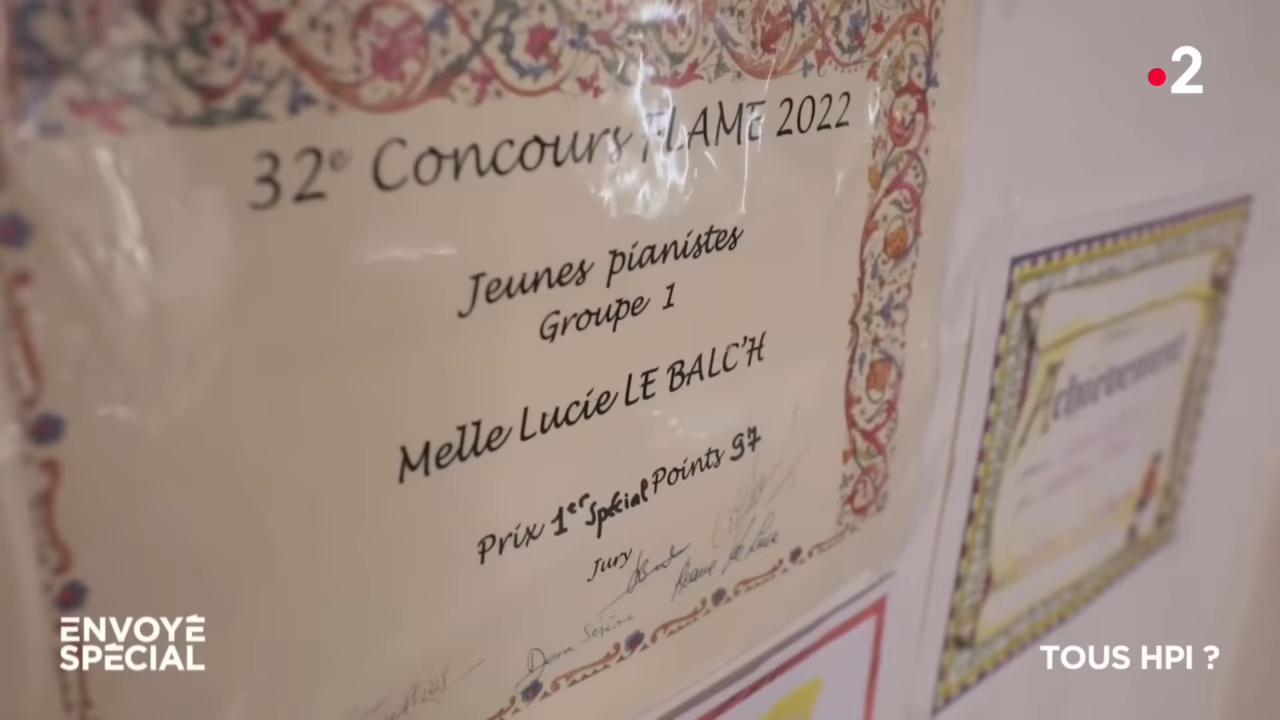 2
32e Concours FLAME 2022
Jeunes pianistes
Groupe 1
Melle Lucie LE BALC'H
Prix 1er Spécial Points 97
Jury
Achievement
ENVOYÉ
SPÉCIAL
TOUS HPI ?